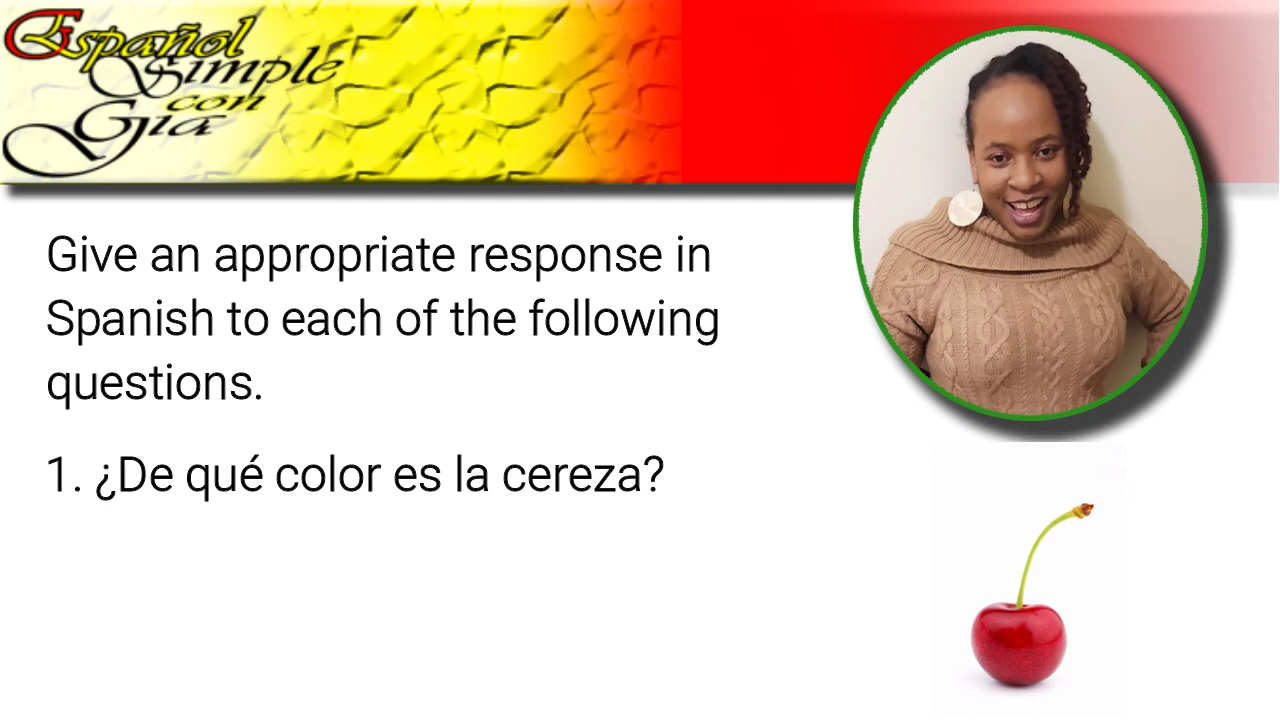 Español
Simple
con
Gia
Give an appropriate response in
Spanish to each of the following
questions.
1. ¿De qué color es la cereza?